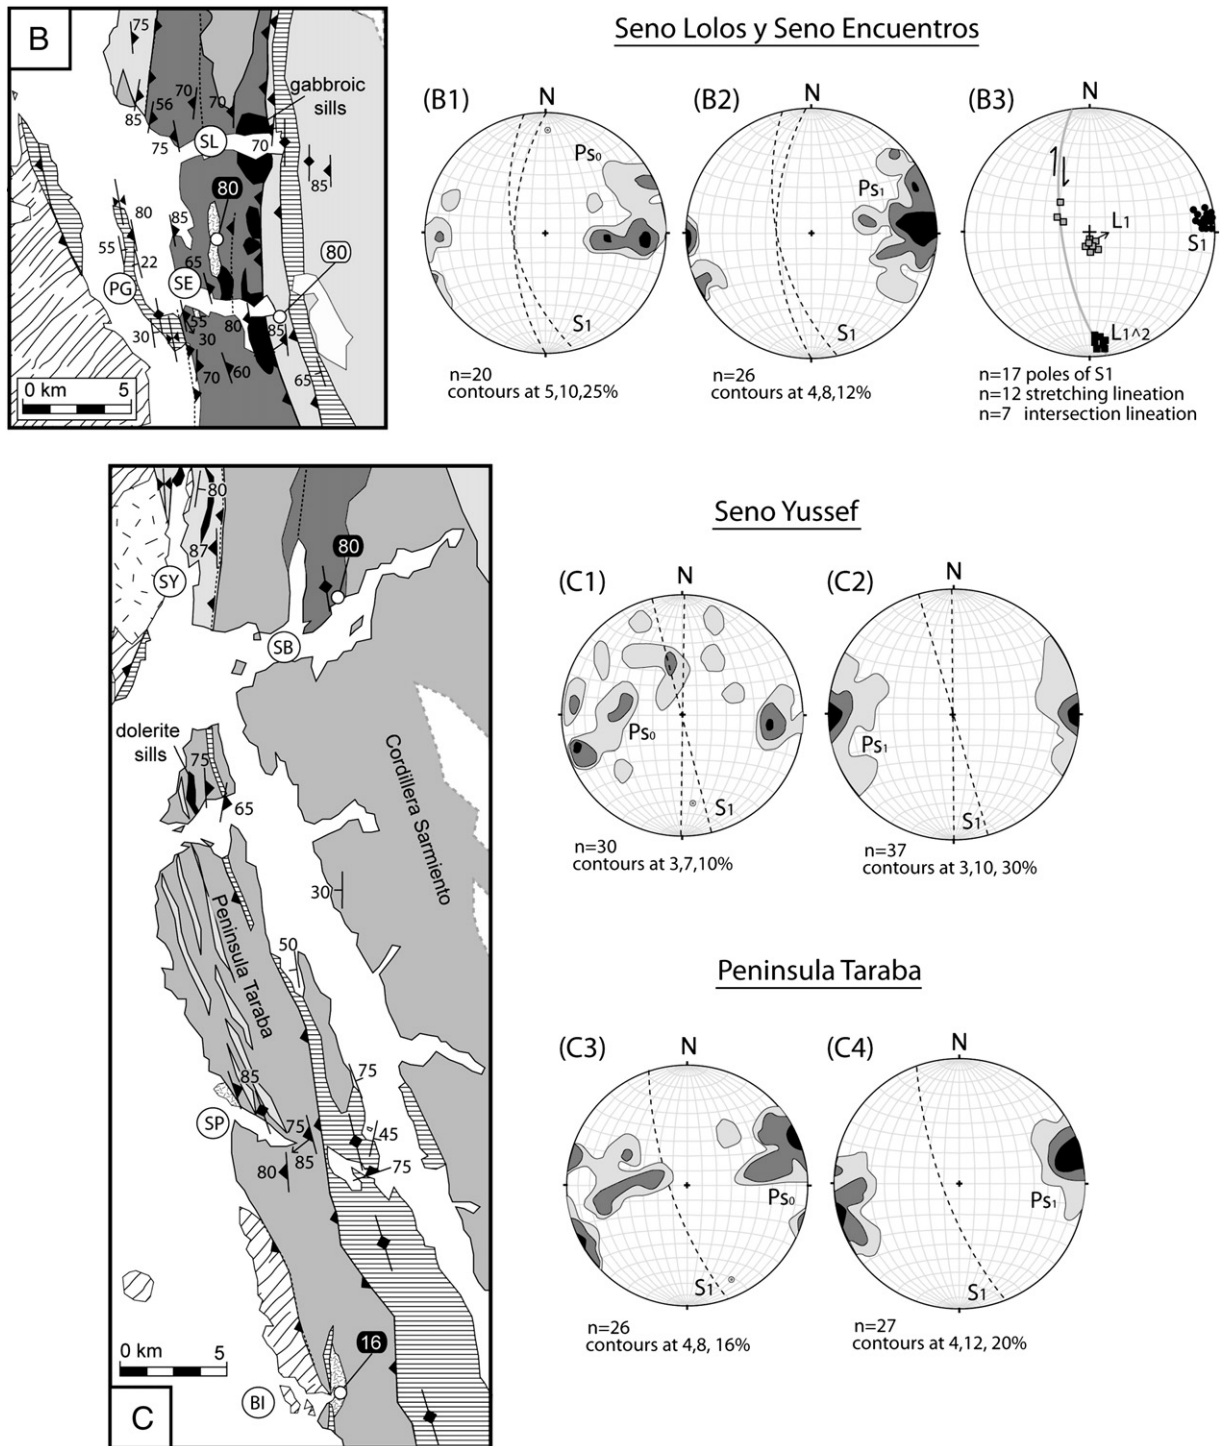 B
75
gabbroic
sills
70
56
70
85
75
SL
70
85
80
80
85
55
22
65
80
PG
SE
30
55
30
80
85
70
60
65
0 km 5
Seno Lolos y Seno Encuentros
(B1)
N
Ps0
S1
n=20
contours at 5,10,25%
(B2)
N
Ps1
S1
n=26
contours at 4,8,12%
(B3)
N
L1
S1
L1^2
n=17 poles of S1
n=12 stretching lineation
n=7 intersection lineation
80
87
80
SY
SB
dolerite
sills
75
65
Cordillera Sarmiento
30
Peninsula Taraba
50
85
75
SP
75
45
85
75
80
16
0 km 5
BI
C
Seno Yussef
(C1)
N
Ps0
S1
n=30
contours at 3,7,10%
(C2)
N
Ps1
S1
n=37
contours at 3,10, 30%
Peninsula Taraba
(C3)
N
Ps0
S1
n=26
contours at 4,8, 16%
(C4)
N
Ps1
S1
n=27
contours at 4,12, 20%